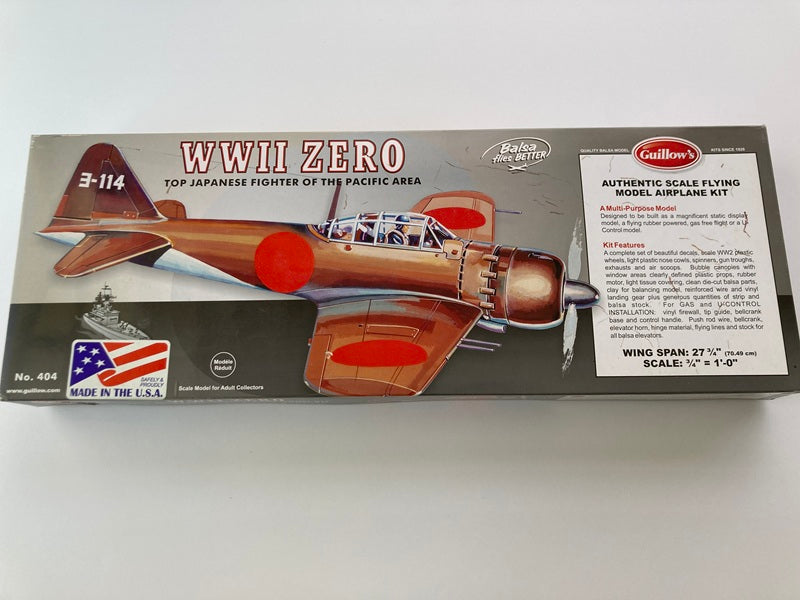 WWII ZERO
TOP JAPANESE FIGHTER OF THE PACIFIC AREA
Balsa
flies BETTER
QUALITY BALSA MODEL
Guillow's
KITS SINCE 1926
ヨ-114
AUTHENTIC SCALE FLYING
MODEL AIRPLANE KIT
A Multi-Purpose Model
Designed to be built as a magnificent static display
model, a flying rubber powered, gas free flight or a U-
Control model.
Kit Features
A complete set of beautiful decals, scale WW2 plastic
wheels, light plastic nose cowls, spinners, gun troughs,
exhausts and air scoops. Bubble canopies with
window areas clearly defined plastic props, rubber
motor, light tissue covering, clean die-cut balsa parts,
clay for balancing model, reinforced wire and vinyl
landing gear plus generous quantities of strip and
balsa stock. For GAS and U-CONTROL
INSTALLATION: vinyl firewall, tip guide, bellcrank
base and control handle. Push rod wire, bellcrank,
elevator horn, hinge material, flying lines and stock for
all balsa elevators.
WING SPAN: 27 ¾" (70.49 cm)
SCALE: ¾" = 1'-0"
No. 404
www.guillow.com
SAFELY &
PROUDLY
MADE IN THE U.S.A.
Modèle
Réduit
Scale Model for Adult Collectors